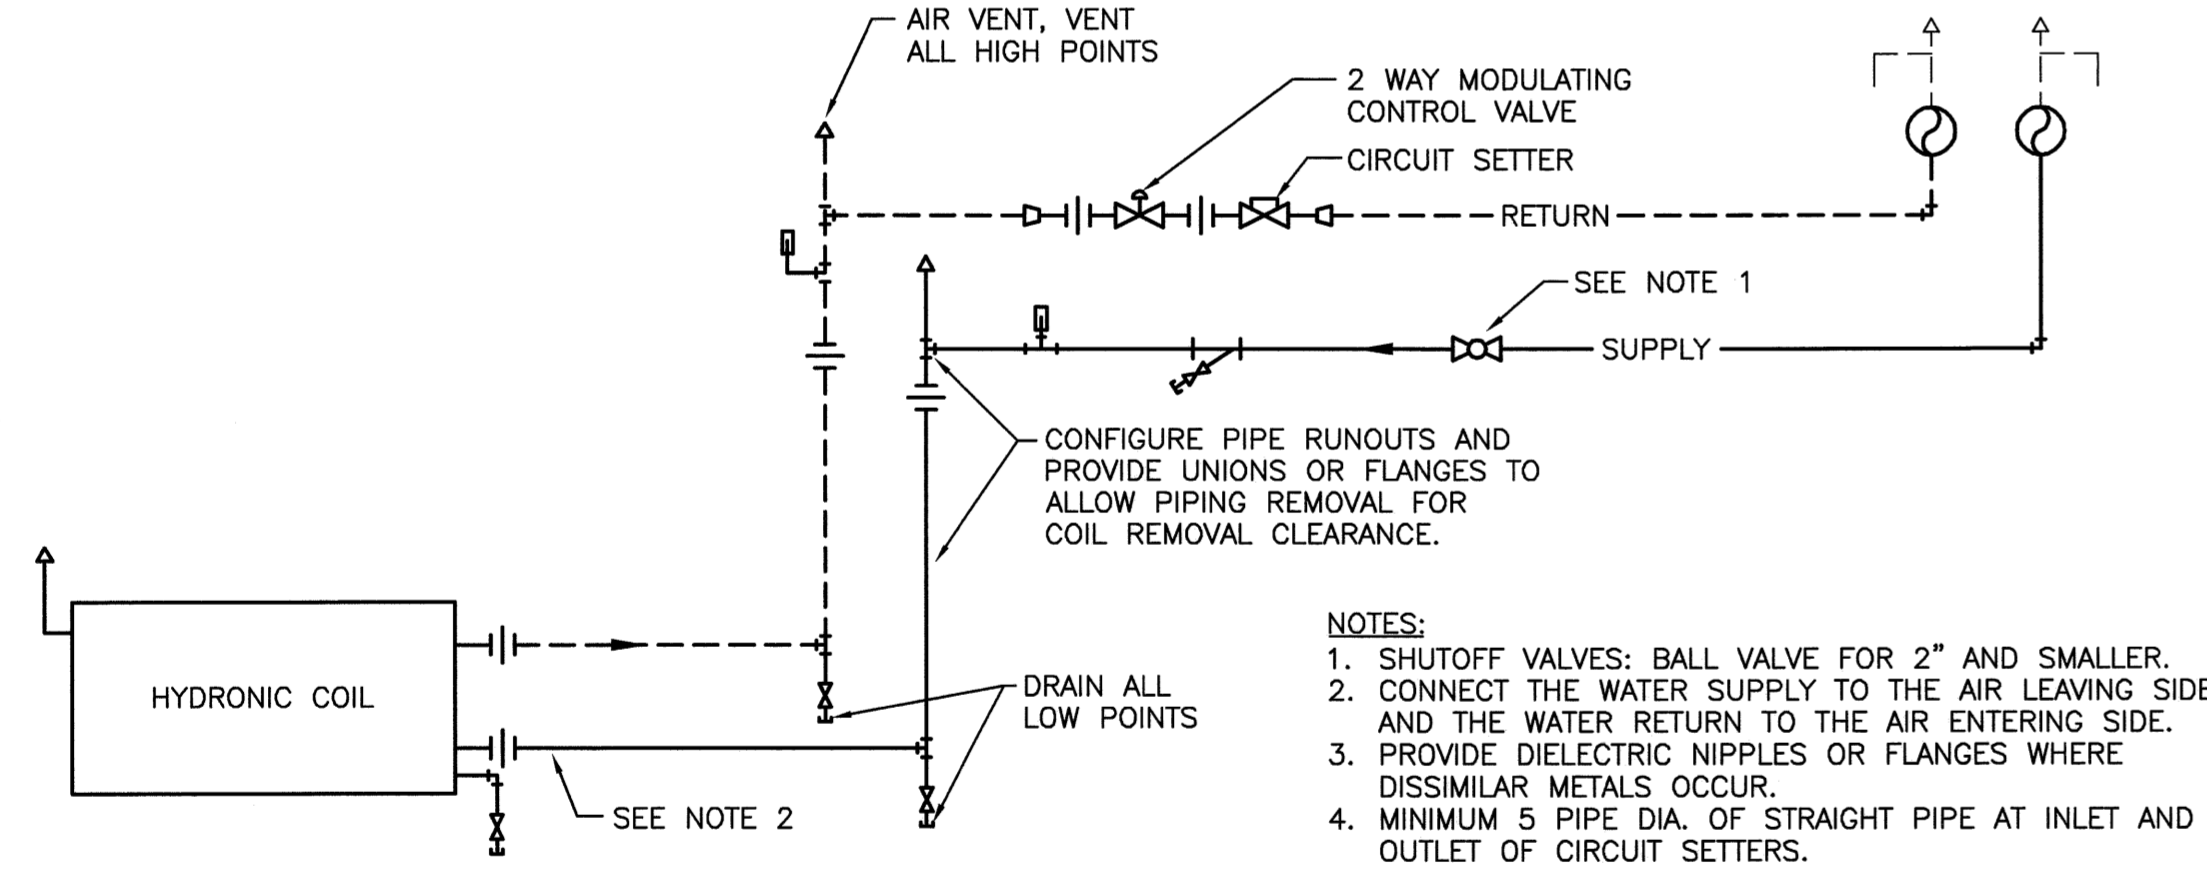 AIR VENT, VENT
ALL HIGH POINTS
2 WAY MODULATING
CONTROL VALVE
CIRCUIT SETTER
RETURN
SEE NOTE 1
SUPPLY
CONFIGURE PIPE RUNOUTS AND
PROVIDE UNIONS OR FLANGES TO
ALLOW PIPING REMOVAL FOR
COIL REMOVAL CLEARANCE.
HYDRONIC COIL
DRAIN ALL
LOW POINTS
SEE NOTE 2
NOTES:
1. SHUTOFF VALVES: BALL VALVE FOR 2” AND SMALLER.
2. CONNECT THE WATER SUPPLY TO THE AIR LEAVING SIDE
AND THE WATER RETURN TO THE AIR ENTERING SIDE.
3. PROVIDE DIELECTRIC NIPPLES OR FLANGES WHERE
DISSIMILAR METALS OCCUR.
4. MINIMUM 5 PIPE DIA. OF STRAIGHT PIPE AT INLET AND
OUTLET OF CIRCUIT SETTERS.